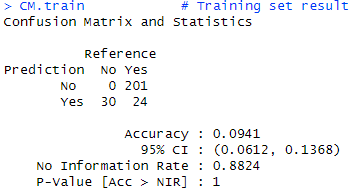 > CM.train # Training set result
Confusion Matrix and Statistics
Reference
Prediction No Yes
No 0 201
Yes 30 24
Accuracy : 0.0941
95% CI : (0.0612, 0.1368)
No Information Rate : 0.8824
P-Value [Acc > NIR] : 1